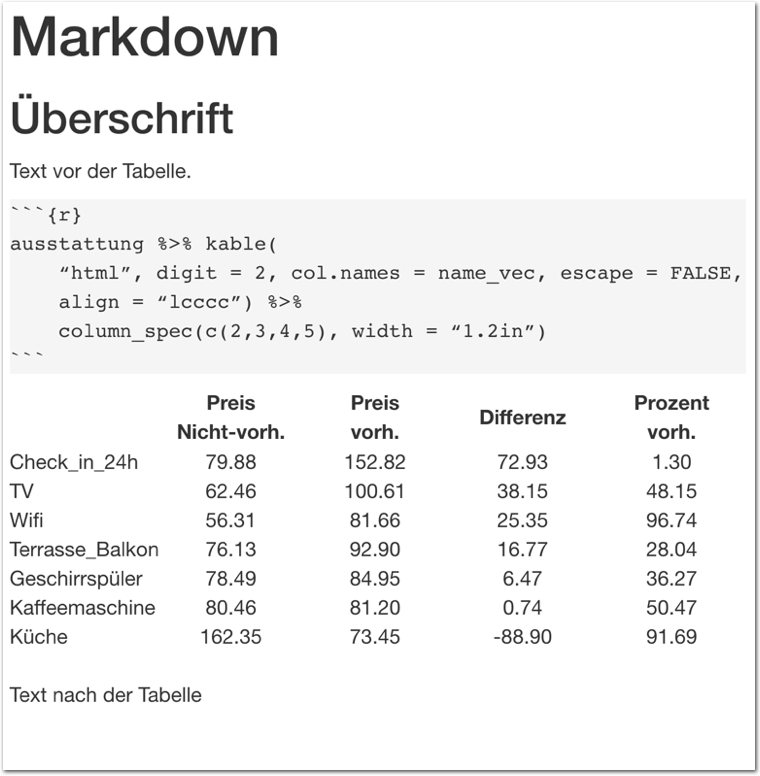 Markdown
Überschrift
Text vor der Tabelle.
```{r}
ausstattung %>% kable(
    “html”, digit = 2, col.names = name_vec, escape = FALSE,
    align = “lcccc”) %>%
    column_spec(c(2,3,4,5), width = “1.2in”)
```
Preis Preis Differenz Prozent
Nicht-vorh. vorh. vorh.
Check_in_24h 79.88 152.82 72.93 1.30
TV 62.46 100.61 38.15 48.15
Wifi 56.31 81.66 25.35 96.74
Terrasse_Balkon 76.13 92.90 16.77 28.04
Geschirrspüler 78.49 84.95 6.47 36.27
Kaffeemaschine 80.46 81.20 0.74 50.47
Küche 162.35 73.45 -88.90 91.69
Text nach der Tabelle